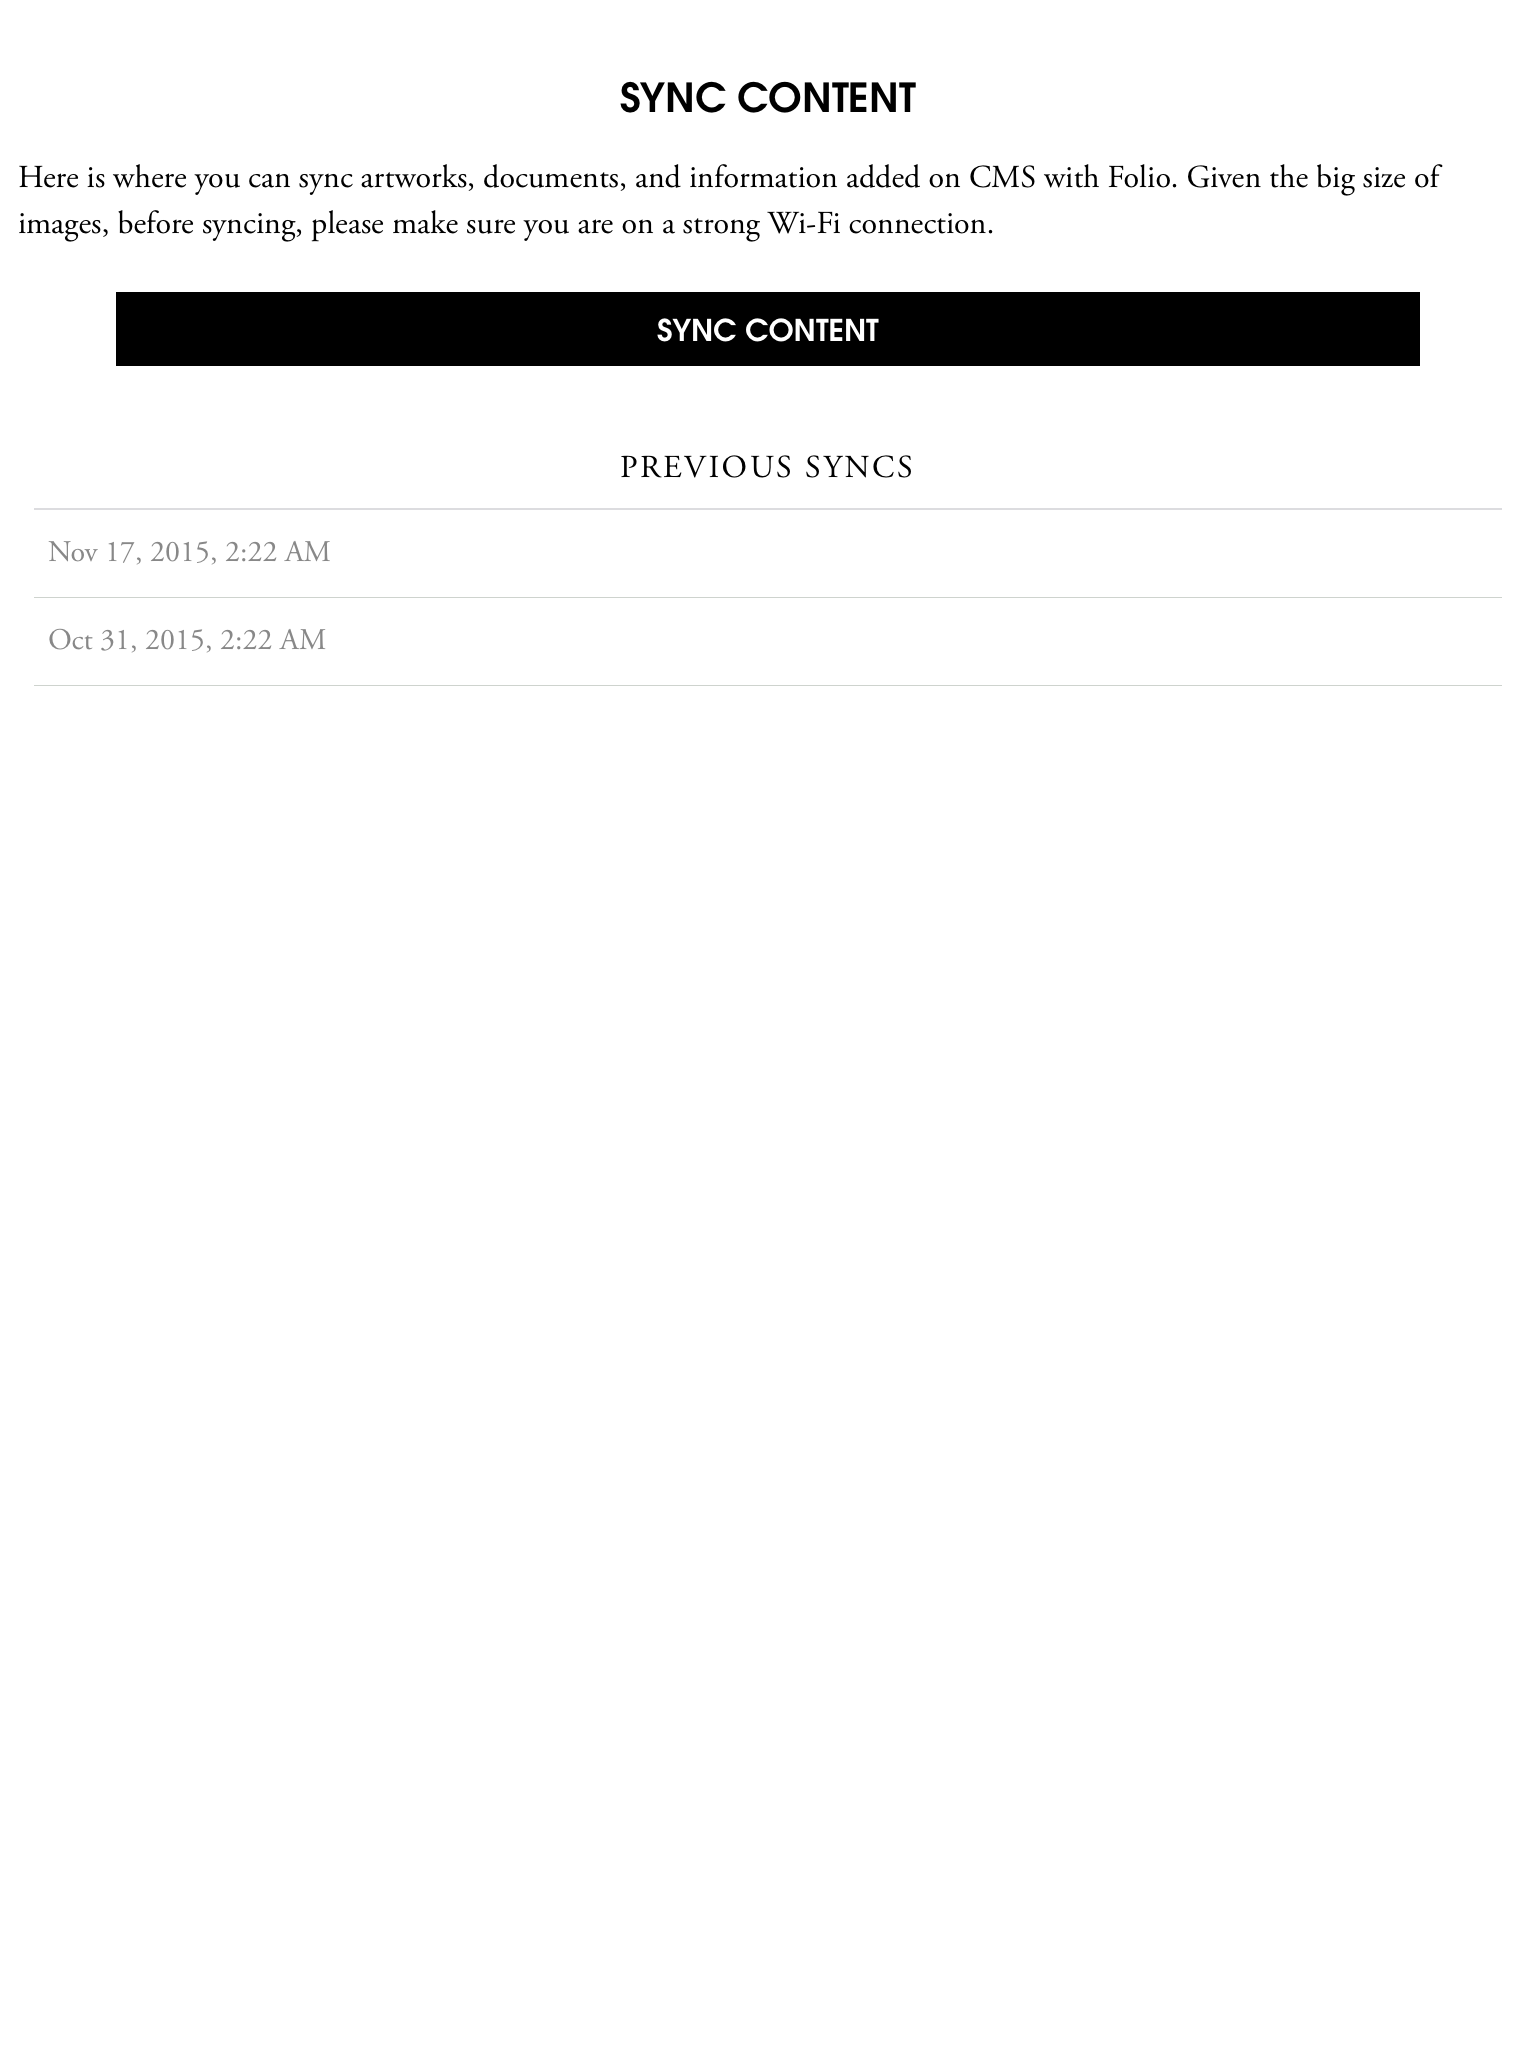 SYNC CONTENT
Here is where you can sync artworks, documents, and information added on CMS with Folio. Given the big size of
images, before syncing, please make sure you are on a strong Wi-Fi connection.
SYNC CONTENT
PREVIOUS SYNCS
Nov 17, 2015, 2:22 AM
Oct 31, 2015, 2:22 AM